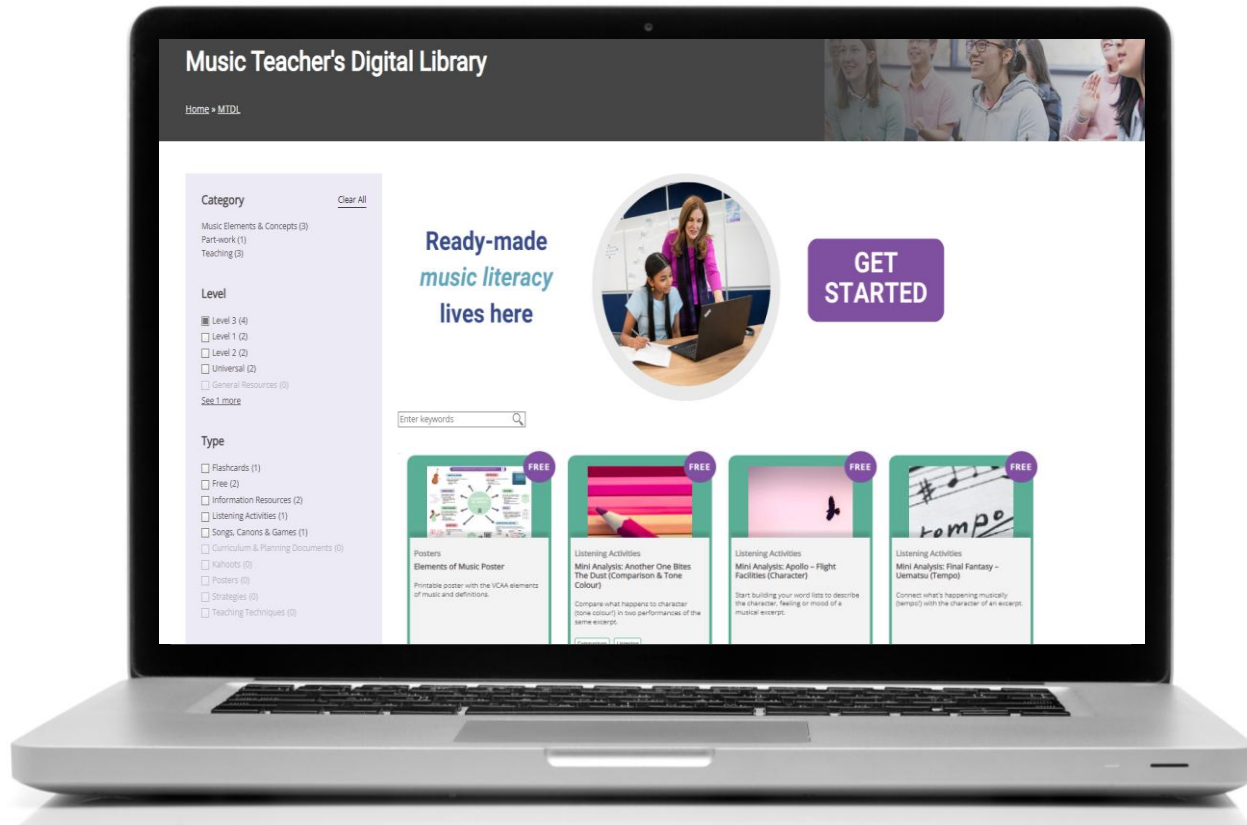 Music Teacher's Digital Library
Home » MTDL
Category
Clear All
Music Elements & Concepts (3)
Part-work (1)
Teaching (3)
Level
Level 3 (4)
Level 1 (2)
Level 2 (2)
Universal (2)
General Resources (0)
See 1 more
Type
Flashcards (1)
Free (2)
Information Resources (2)
Listening Activities (1)
Songs, Canons & Games (1)
Curriculum & Planning Documents (0)
Kahoots (0)
Posters (0)
Strategies (0)
Teaching Techniques (0)
Ready-made
music literacy
lives here
GET
STARTED
Enter keywords
FREE
Posters
Elements of Music Poster
Printable poster with the VCAA elements
of music and definitions.
FREE
Listening Activities
Mini Analysis: Another One Bites
The Dust (Comparison & Tone
Colour)
Compare what happens to character
(tone colour!) in two performances of the
same excerpt.
Comparison
Listening
FREE
Listening Activities
Mini Analysis: Apollo – Flight
Facilities (Character)
Start building your word lists to describe
the character, feeling or mood of a
musical excerpt.
FREE
tempo
Listening Activities
Mini Analysis: Final Fantasy –
Uematsu (Tempo)
Connect what's happening musically
(tempo!) with the character of an excerpt.